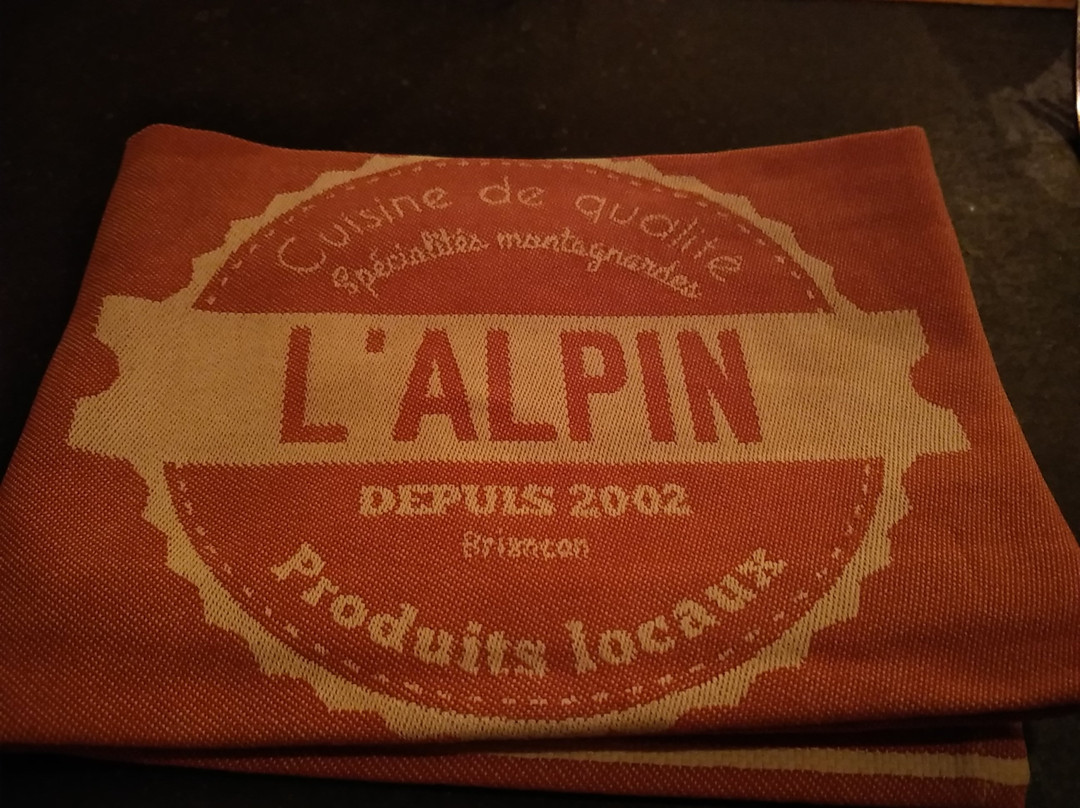 Cuisine de qualité
Spécialités montagnardes
L'ALPIN
DEPUIS 2002
Briançon
Produits locaux